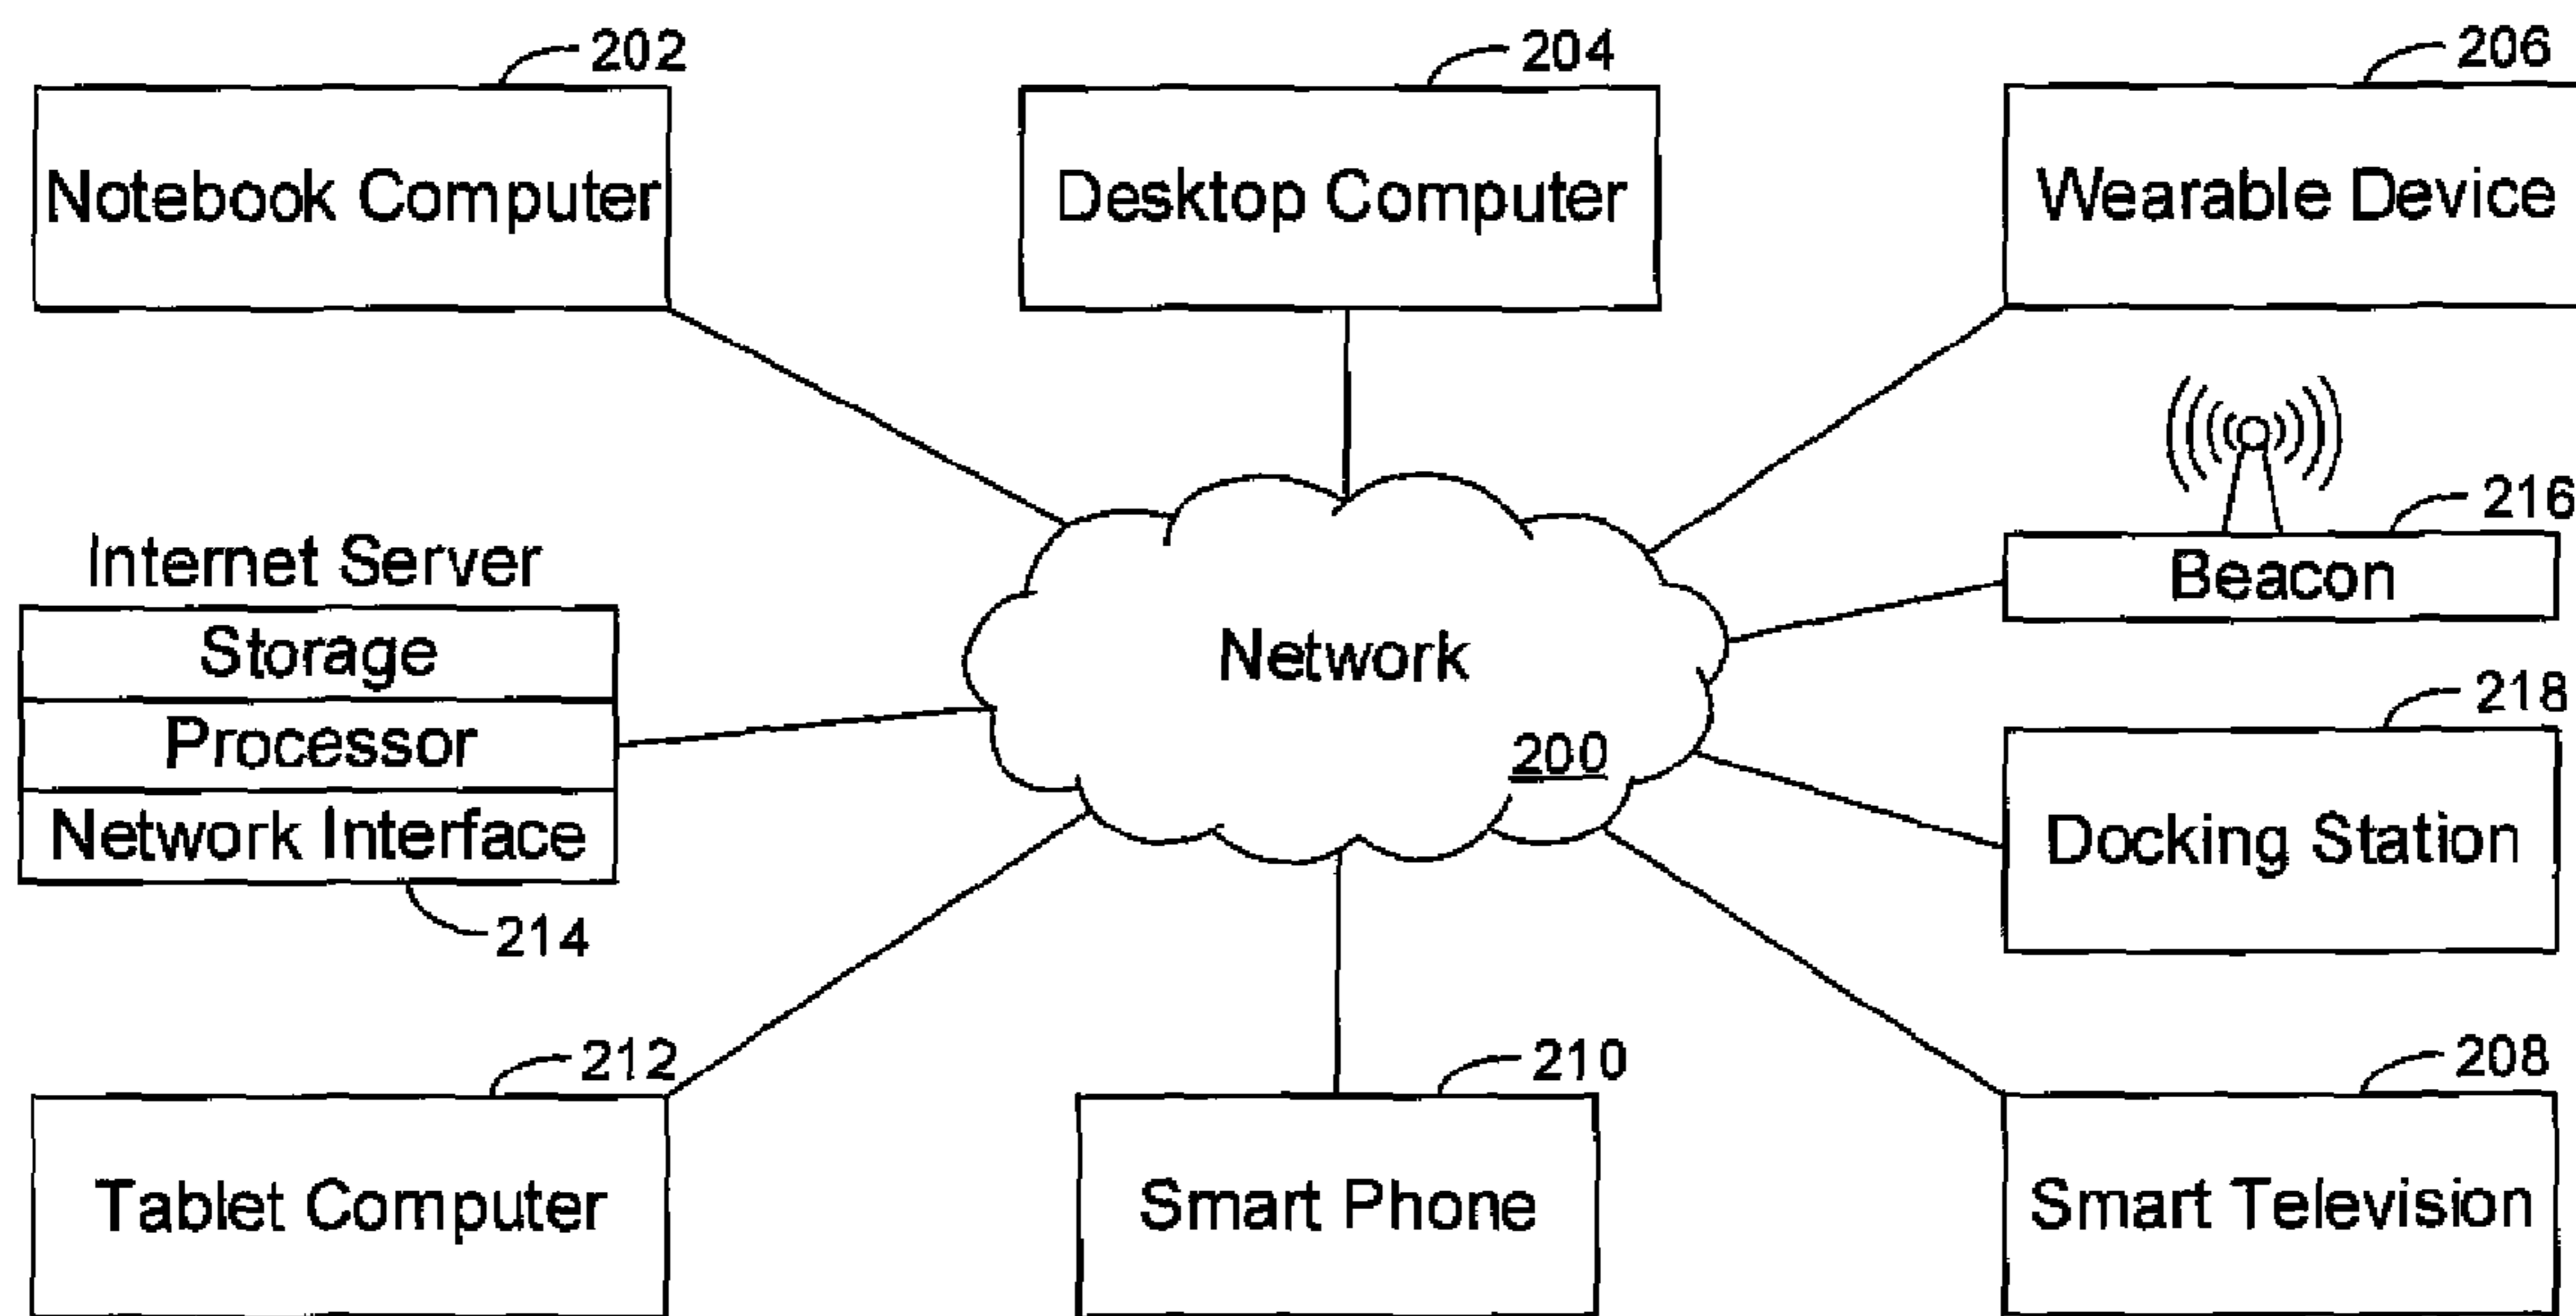 202
204
206
Notebook Computer
Desktop Computer
Wearable Device
216
Internet Server
Beacon
Storage
Network
Processor
200
218
Network Interface
Docking Station
214
212
210
208
Tablet Computer
Smart Phone
Smart Television